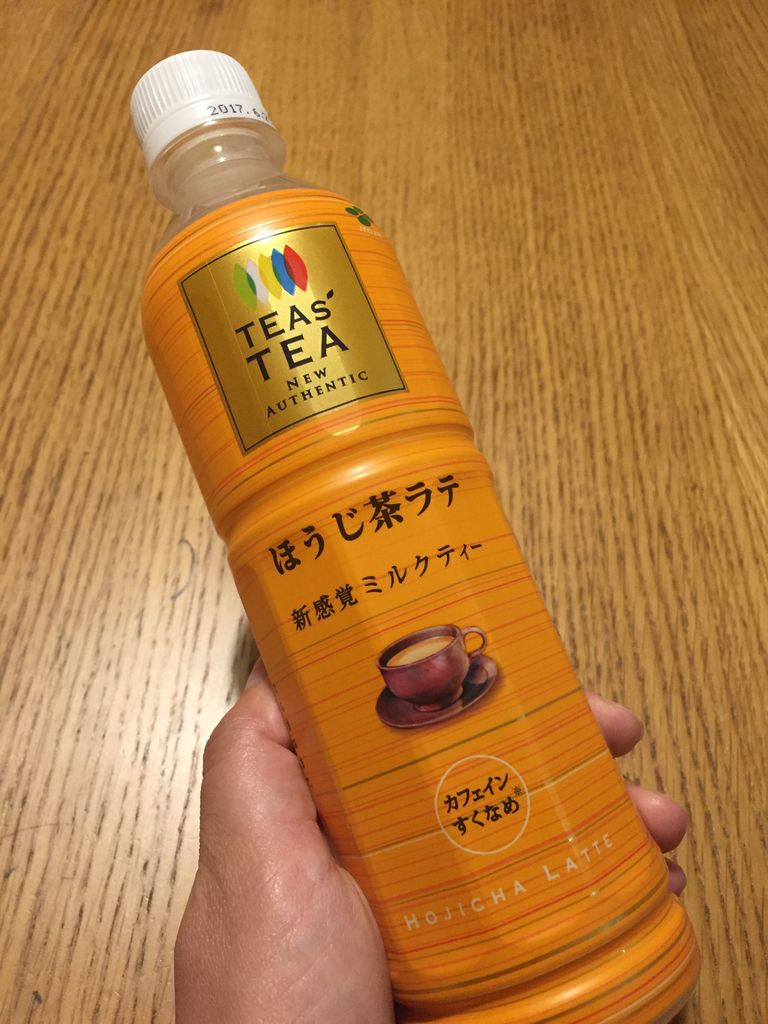 2017.6.
TEAS'
TEA
NEW
AUTHENTIC
ほうじ茶ラテ
新感覚ミルクティー
カフェイン
すくなめ※
HOJICHA LATTE